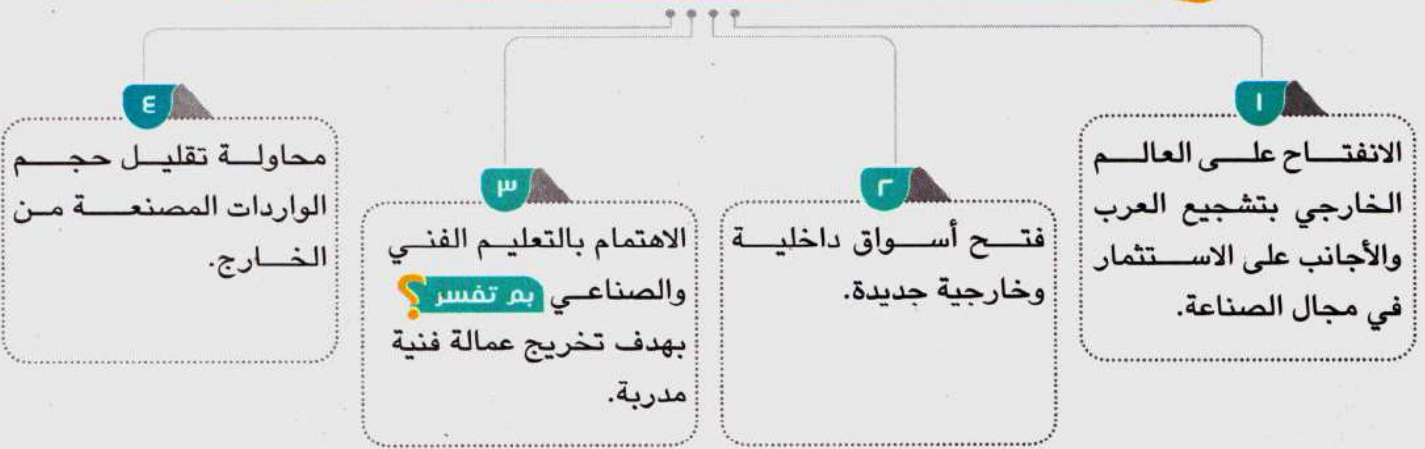 ١
الانفتاح على العالم
الخارجي بتشجيع العرب
والأجانب على الاستثمار
في مجال الصناعة.
٢
فتح أسواق داخلية
وخارجية جديدة.
٣
الاهتمام بالتعليم الفني
والصناعي بم تفسر ؟
بهدف تخريج عمالة فنية
مدربة.
٤
محاولة تقليل حجم
الواردات المصنعة من
الخارج.